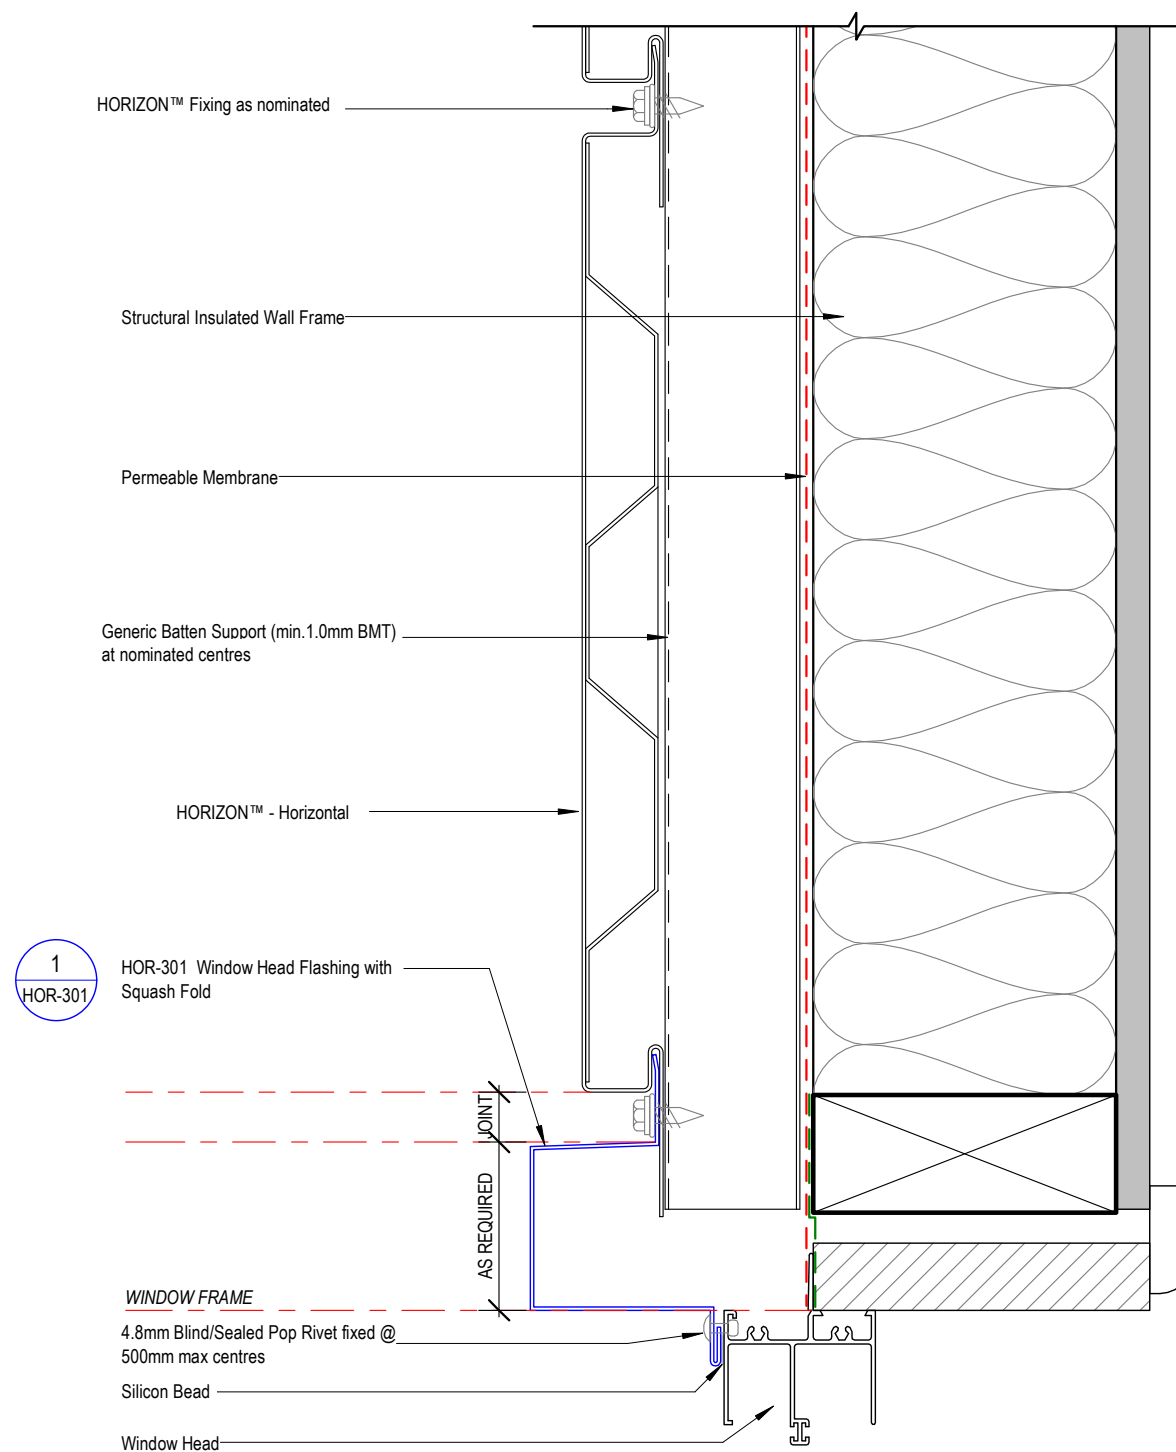 HORIZON™ Fixing as nominated
Structural Insulated Wall Frame
Permeable Membrane
Generic Batten Support (min.1.0mm BMT)
at nominated centres
HORIZON™ - Horizontal
1
HOR-301
HOR-301 Window Head Flashing with
Squash Fold
JOINT
AS REQUIRED
WINDOW FRAME
4.8mm Blind/Sealed Pop Rivet fixed @
500mm max centres
Silicon Bead
Window Head